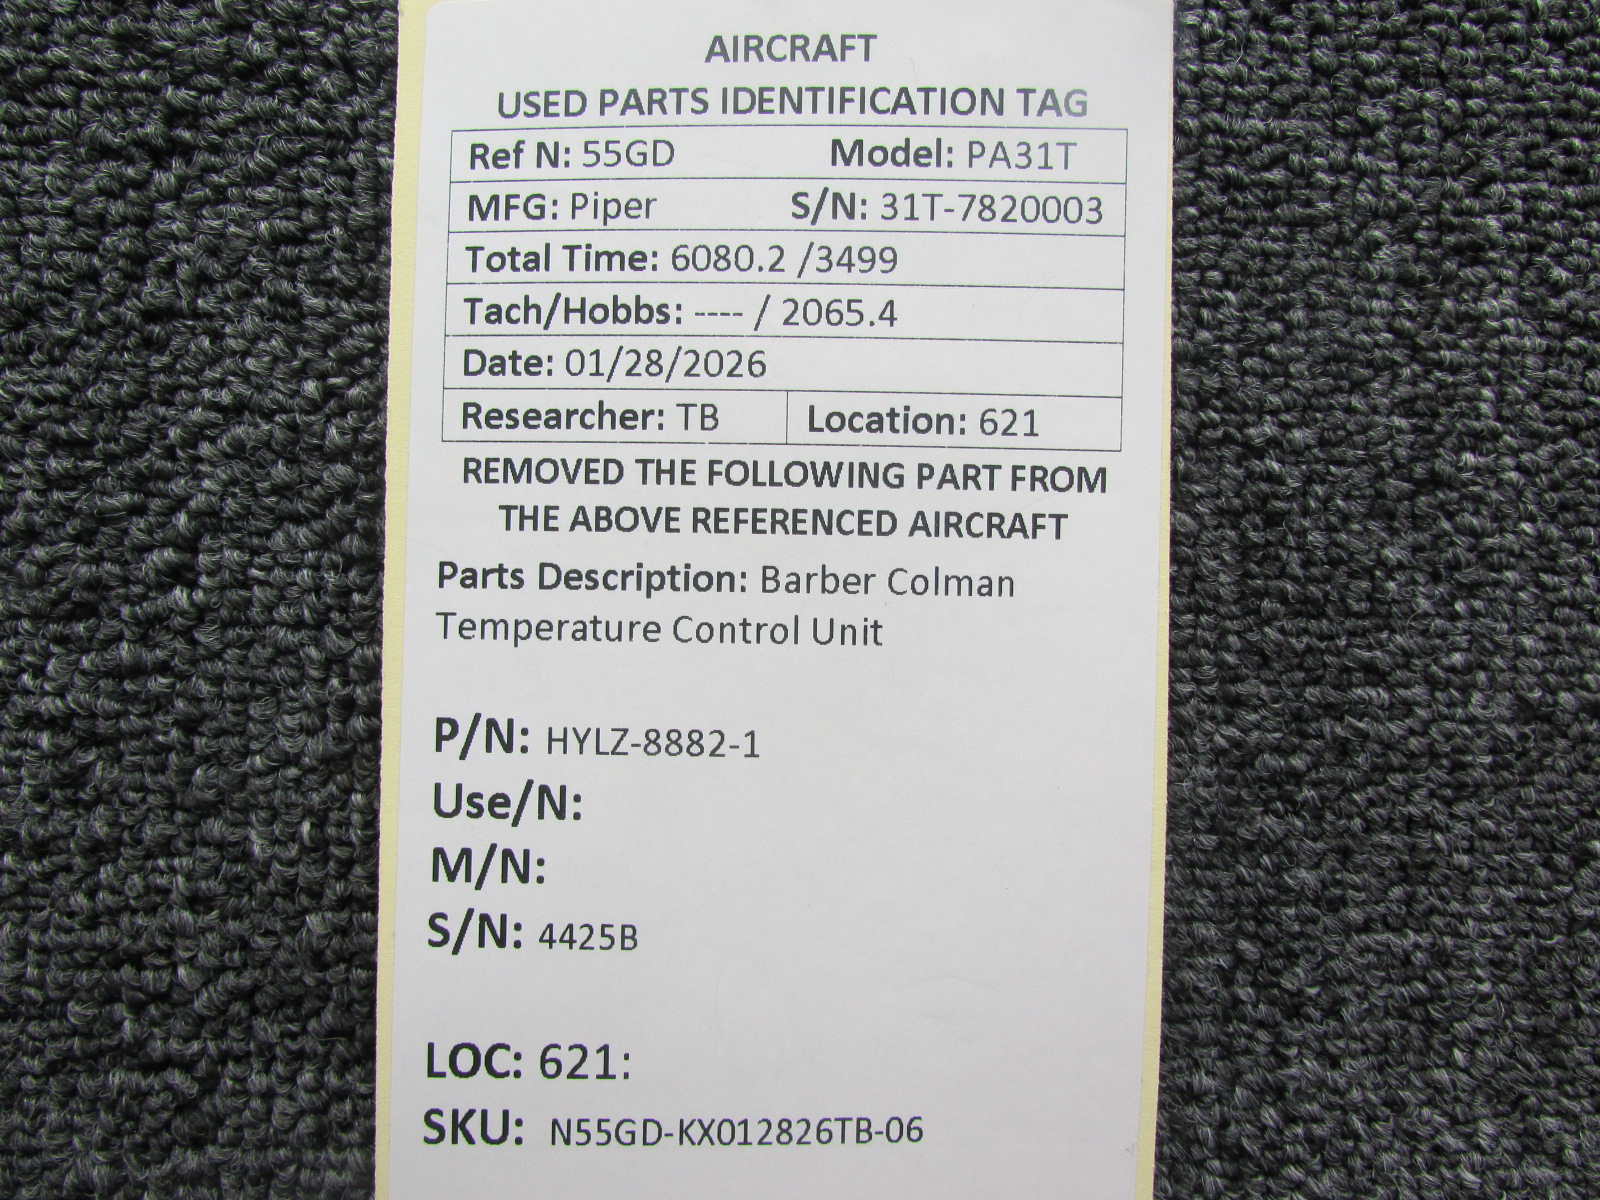 AIRCRAFT
USED PARTS IDENTIFICATION TAG
Ref N: 55GD Model: PA31T
MFG: Piper S/N: 31T-7820003
Total Time: 6080.2 /3499
Tach/Hobbs: ---- / 2065.4
Date: 01/28/2026
Researcher: TB Location: 621
REMOVED THE FOLLOWING PART FROM
THE ABOVE REFERENCED AIRCRAFT
Parts Description: Barber Colman
Temperature Control Unit
P/N: HYLZ-8882-1
Use/N:
M/N:
S/N: 4425B
LOC: 621:
SKU: N55GD-KX012826TB-06